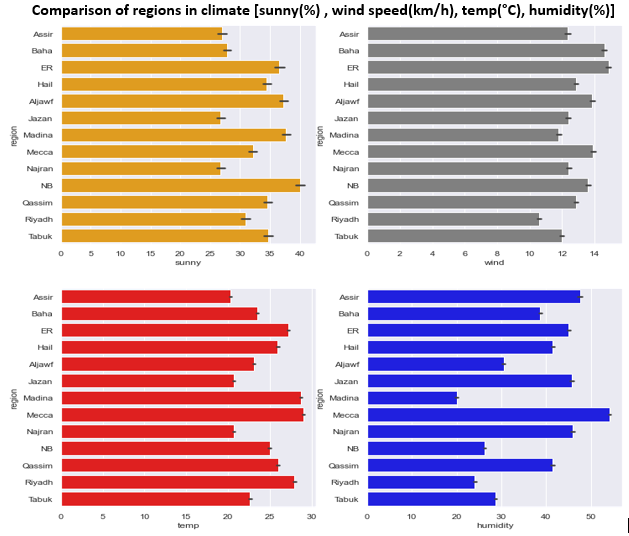 Comparison of regions in climate [sunny(%) , wind speed(km/h), temp(°C), humidity(%)]
region
Assir
Baha
ER
Hail
Aljawf
Jazan
Madina
Mecca
Najran
NB
Qassim
Riyadh
Tabuk
0 5 10 15 20 25 30 35 40
sunny
region
Assir
Baha
ER
Hail
Aljawf
Jazan
Madina
Mecca
Najran
NB
Qassim
Riyadh
Tabuk
0 2 4 6 8 10 12 14
wind
region
Assir
Baha
ER
Hail
Aljawf
Jazan
Madina
Mecca
Najran
NB
Qassim
Riyadh
Tabuk
0 5 10 15 20 25 30
temp
region
Assir
Baha
ER
Hail
Aljawf
Jazan
Madina
Mecca
Najran
NB
Qassim
Riyadh
Tabuk
0 10 20 30 40 50
humidity